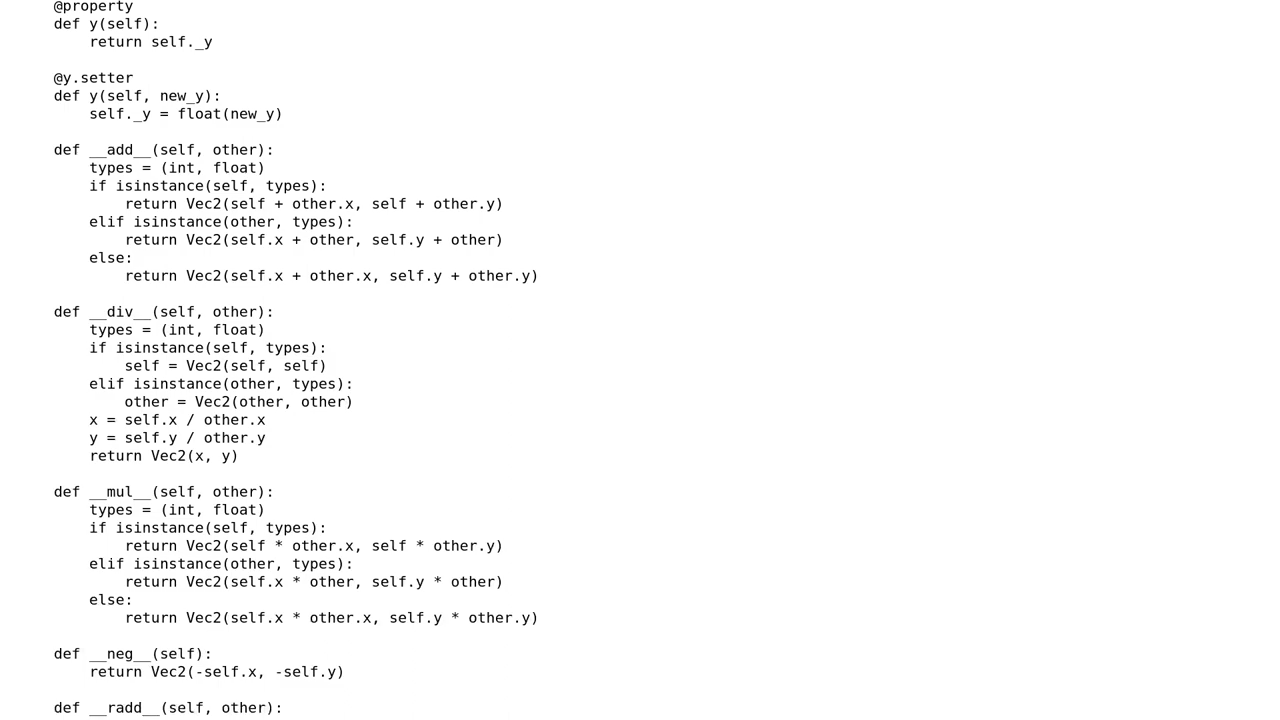 @property
def y(self):
    return self._y

@y.setter
def y(self, new_y):
    self._y = float(new_y)

def __add__(self, other):
    types = (int, float)
    if isinstance(self, types):
        return Vec2(self + other.x, self + other.y)
    elif isinstance(other, types):
        return Vec2(self.x + other, self.y + other)
    else:
        return Vec2(self.x + other.x, self.y + other.y)

def __div__(self, other):
    types = (int, float)
    if isinstance(self, types):
        self = Vec2(self, self)
    elif isinstance(other, types):
        other = Vec2(other, other)
    x = self.x / other.x
    y = self.y / other.y
    return Vec2(x, y)

def __mul__(self, other):
    types = (int, float)
    if isinstance(self, types):
        return Vec2(self * other.x, self * other.y)
    elif isinstance(other, types):
        return Vec2(self.x * other, self.y * other)
    else:
        return Vec2(self.x * other.x, self.y * other.y)

def __neg__(self):
    return Vec2(-self.x, -self.y)

def __radd__(self, other):